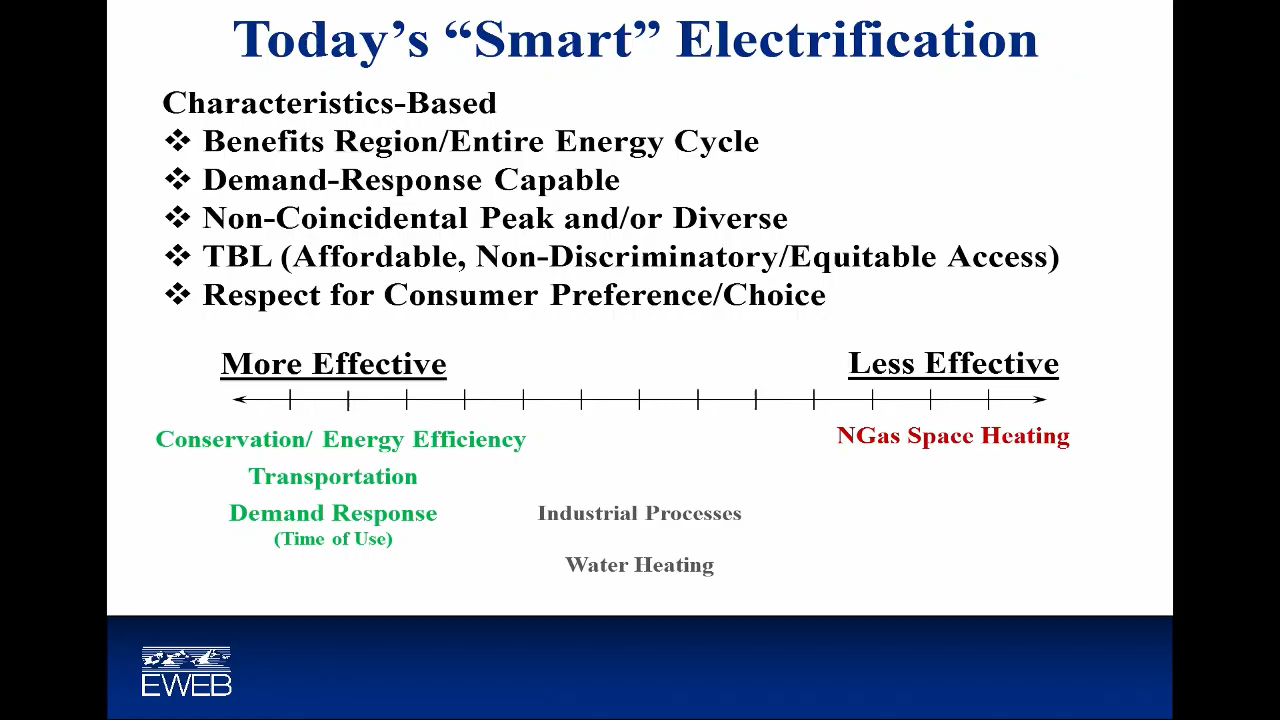 Today’s “Smart” Electrification
Characteristics-Based
❖ Benefits Region/Entire Energy Cycle
❖ Demand-Response Capable
❖ Non-Coincidental Peak and/or Diverse
❖ TBL (Affordable, Non-Discriminatory/Equitable Access)
❖ Respect for Consumer Preference/Choice
More Effective
Less Effective
Conservation/ Energy Efficiency
NGas Space Heating
Transportation
Demand Response
Industrial Processes
(Time of Use)
Water Heating
EWEB